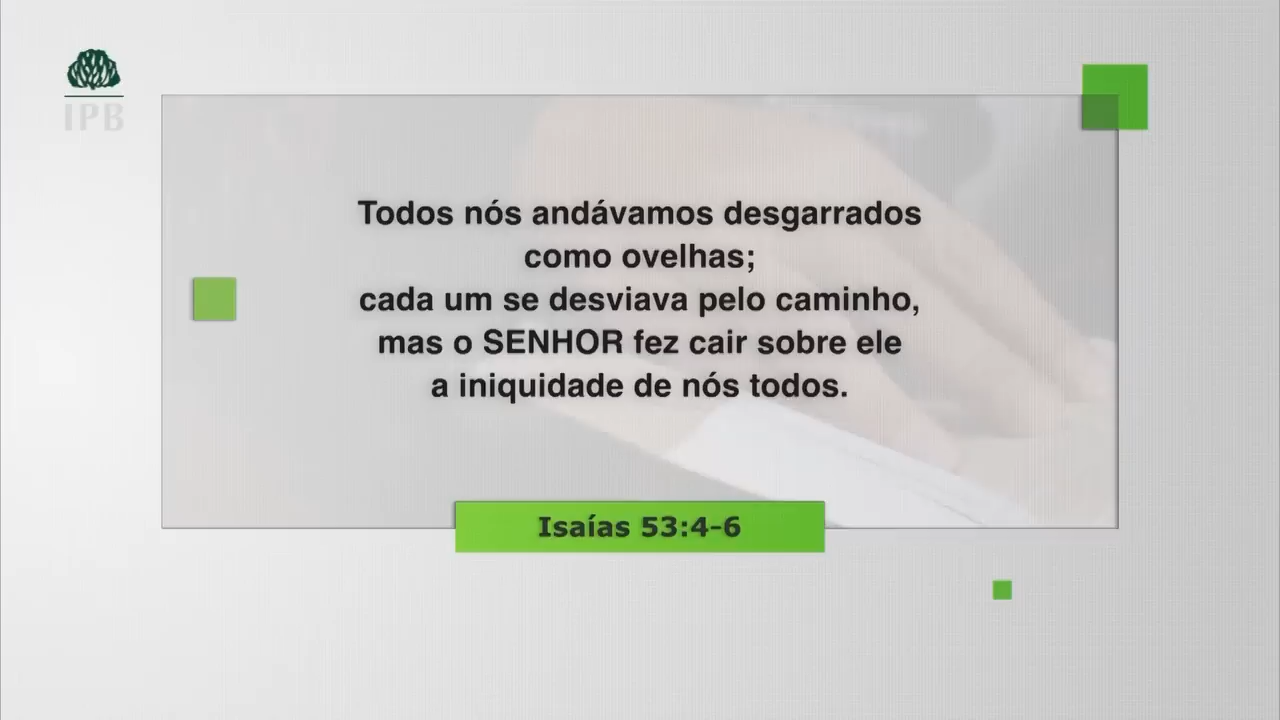 IPB
Todos nós andávamos desgarrados
como ovelhas;
cada um se desviava pelo caminho,
mas o SENHOR fez cair sobre ele
a iniquidade de nós todos.
Isaías 53:4-6